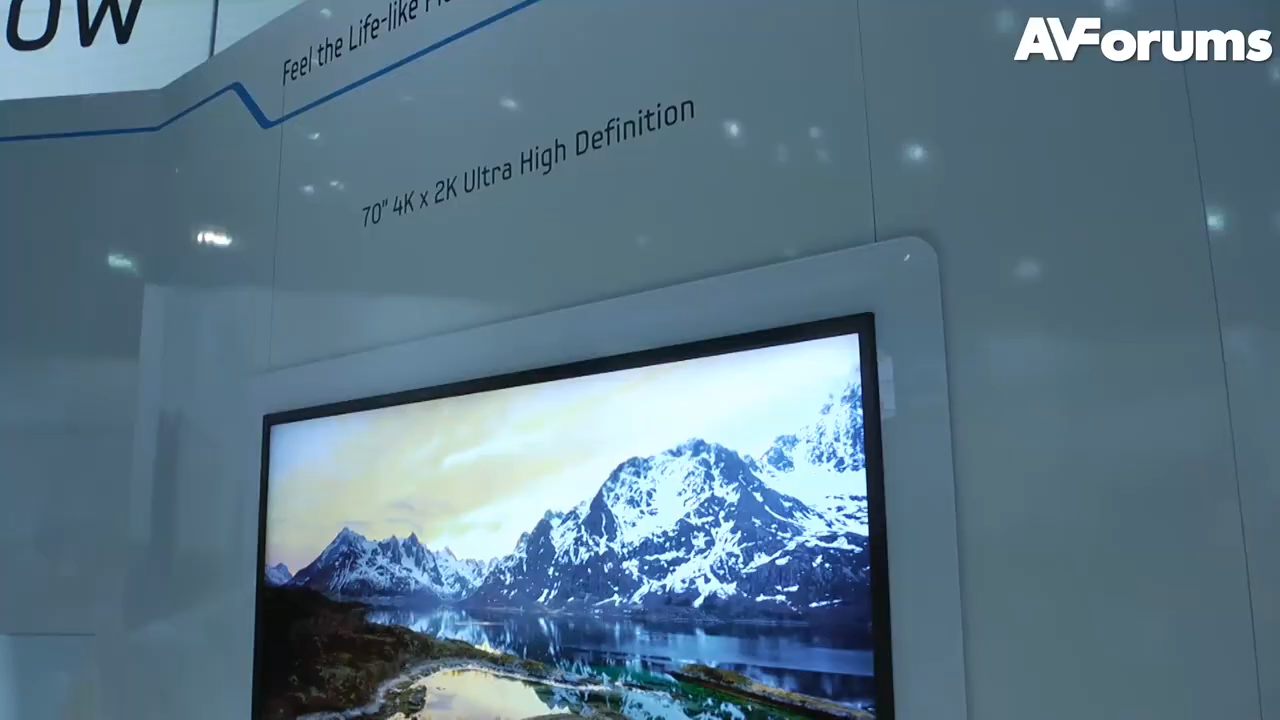 OW
AVForums
Feel the Life-like
70" 4K x 2K Ultra High Definition